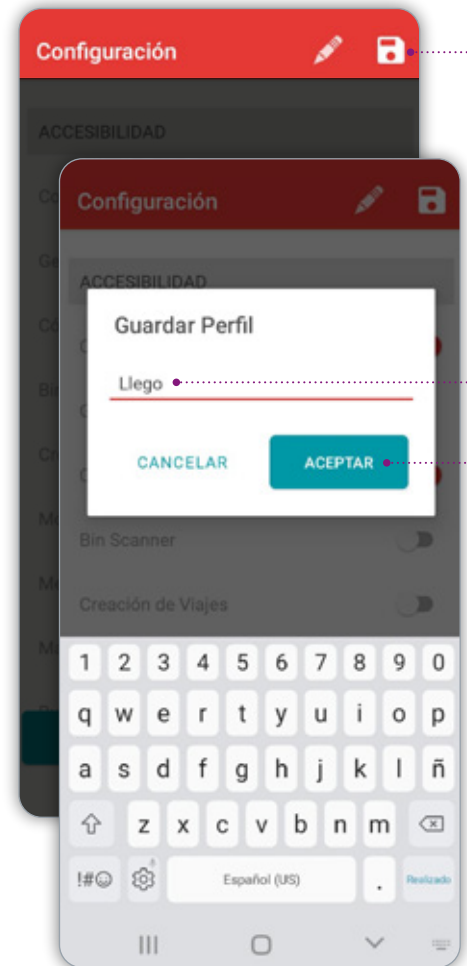 Configuración
ACCESIBILIDAD
Configuración
ACCESIBILIDAD
Guardar Perfil
Llego
CANCELAR
ACEPTAR
Bin Scanner
Creación de Viajes
1 2 3 4 5 6 7 8 9 0
q w e r t y u i o p
a s d f g h j k l ñ
z x c v b n m
!#☺ Español (US) . Realizado